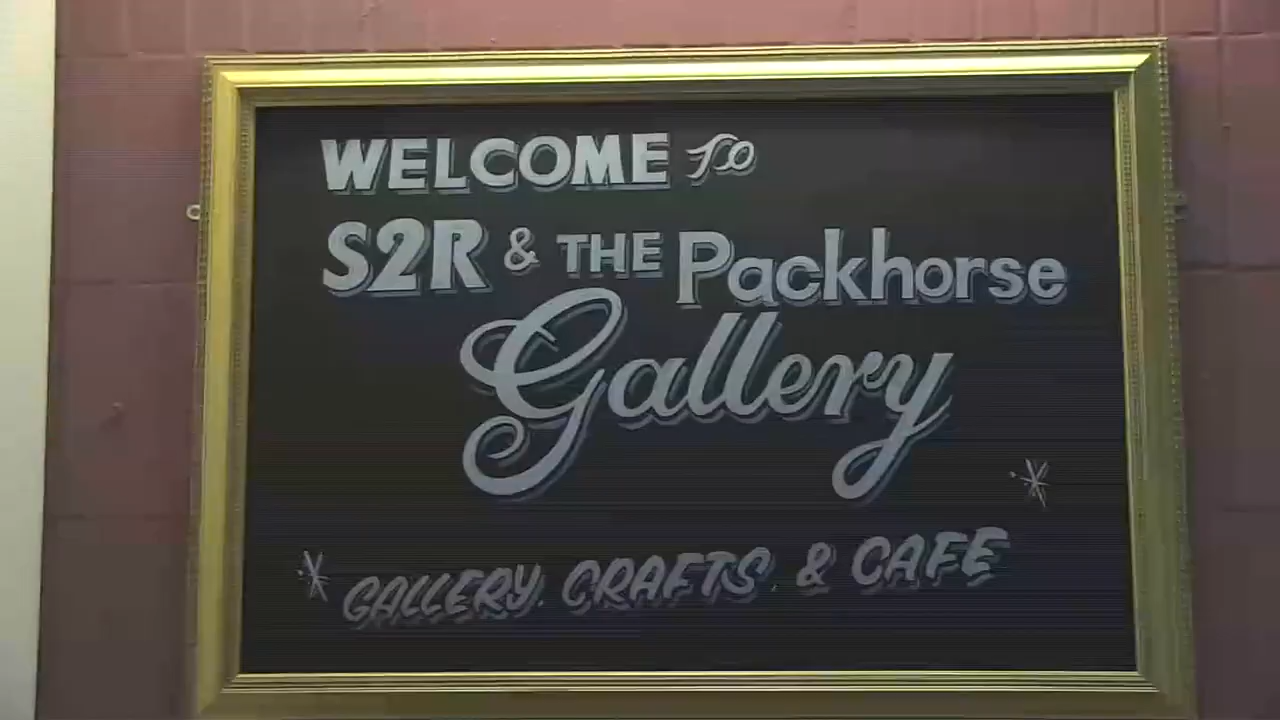 WELCOME to
S2R & THE Packhorse
Gallery
GALLERY, CRAFTS, & CAFE